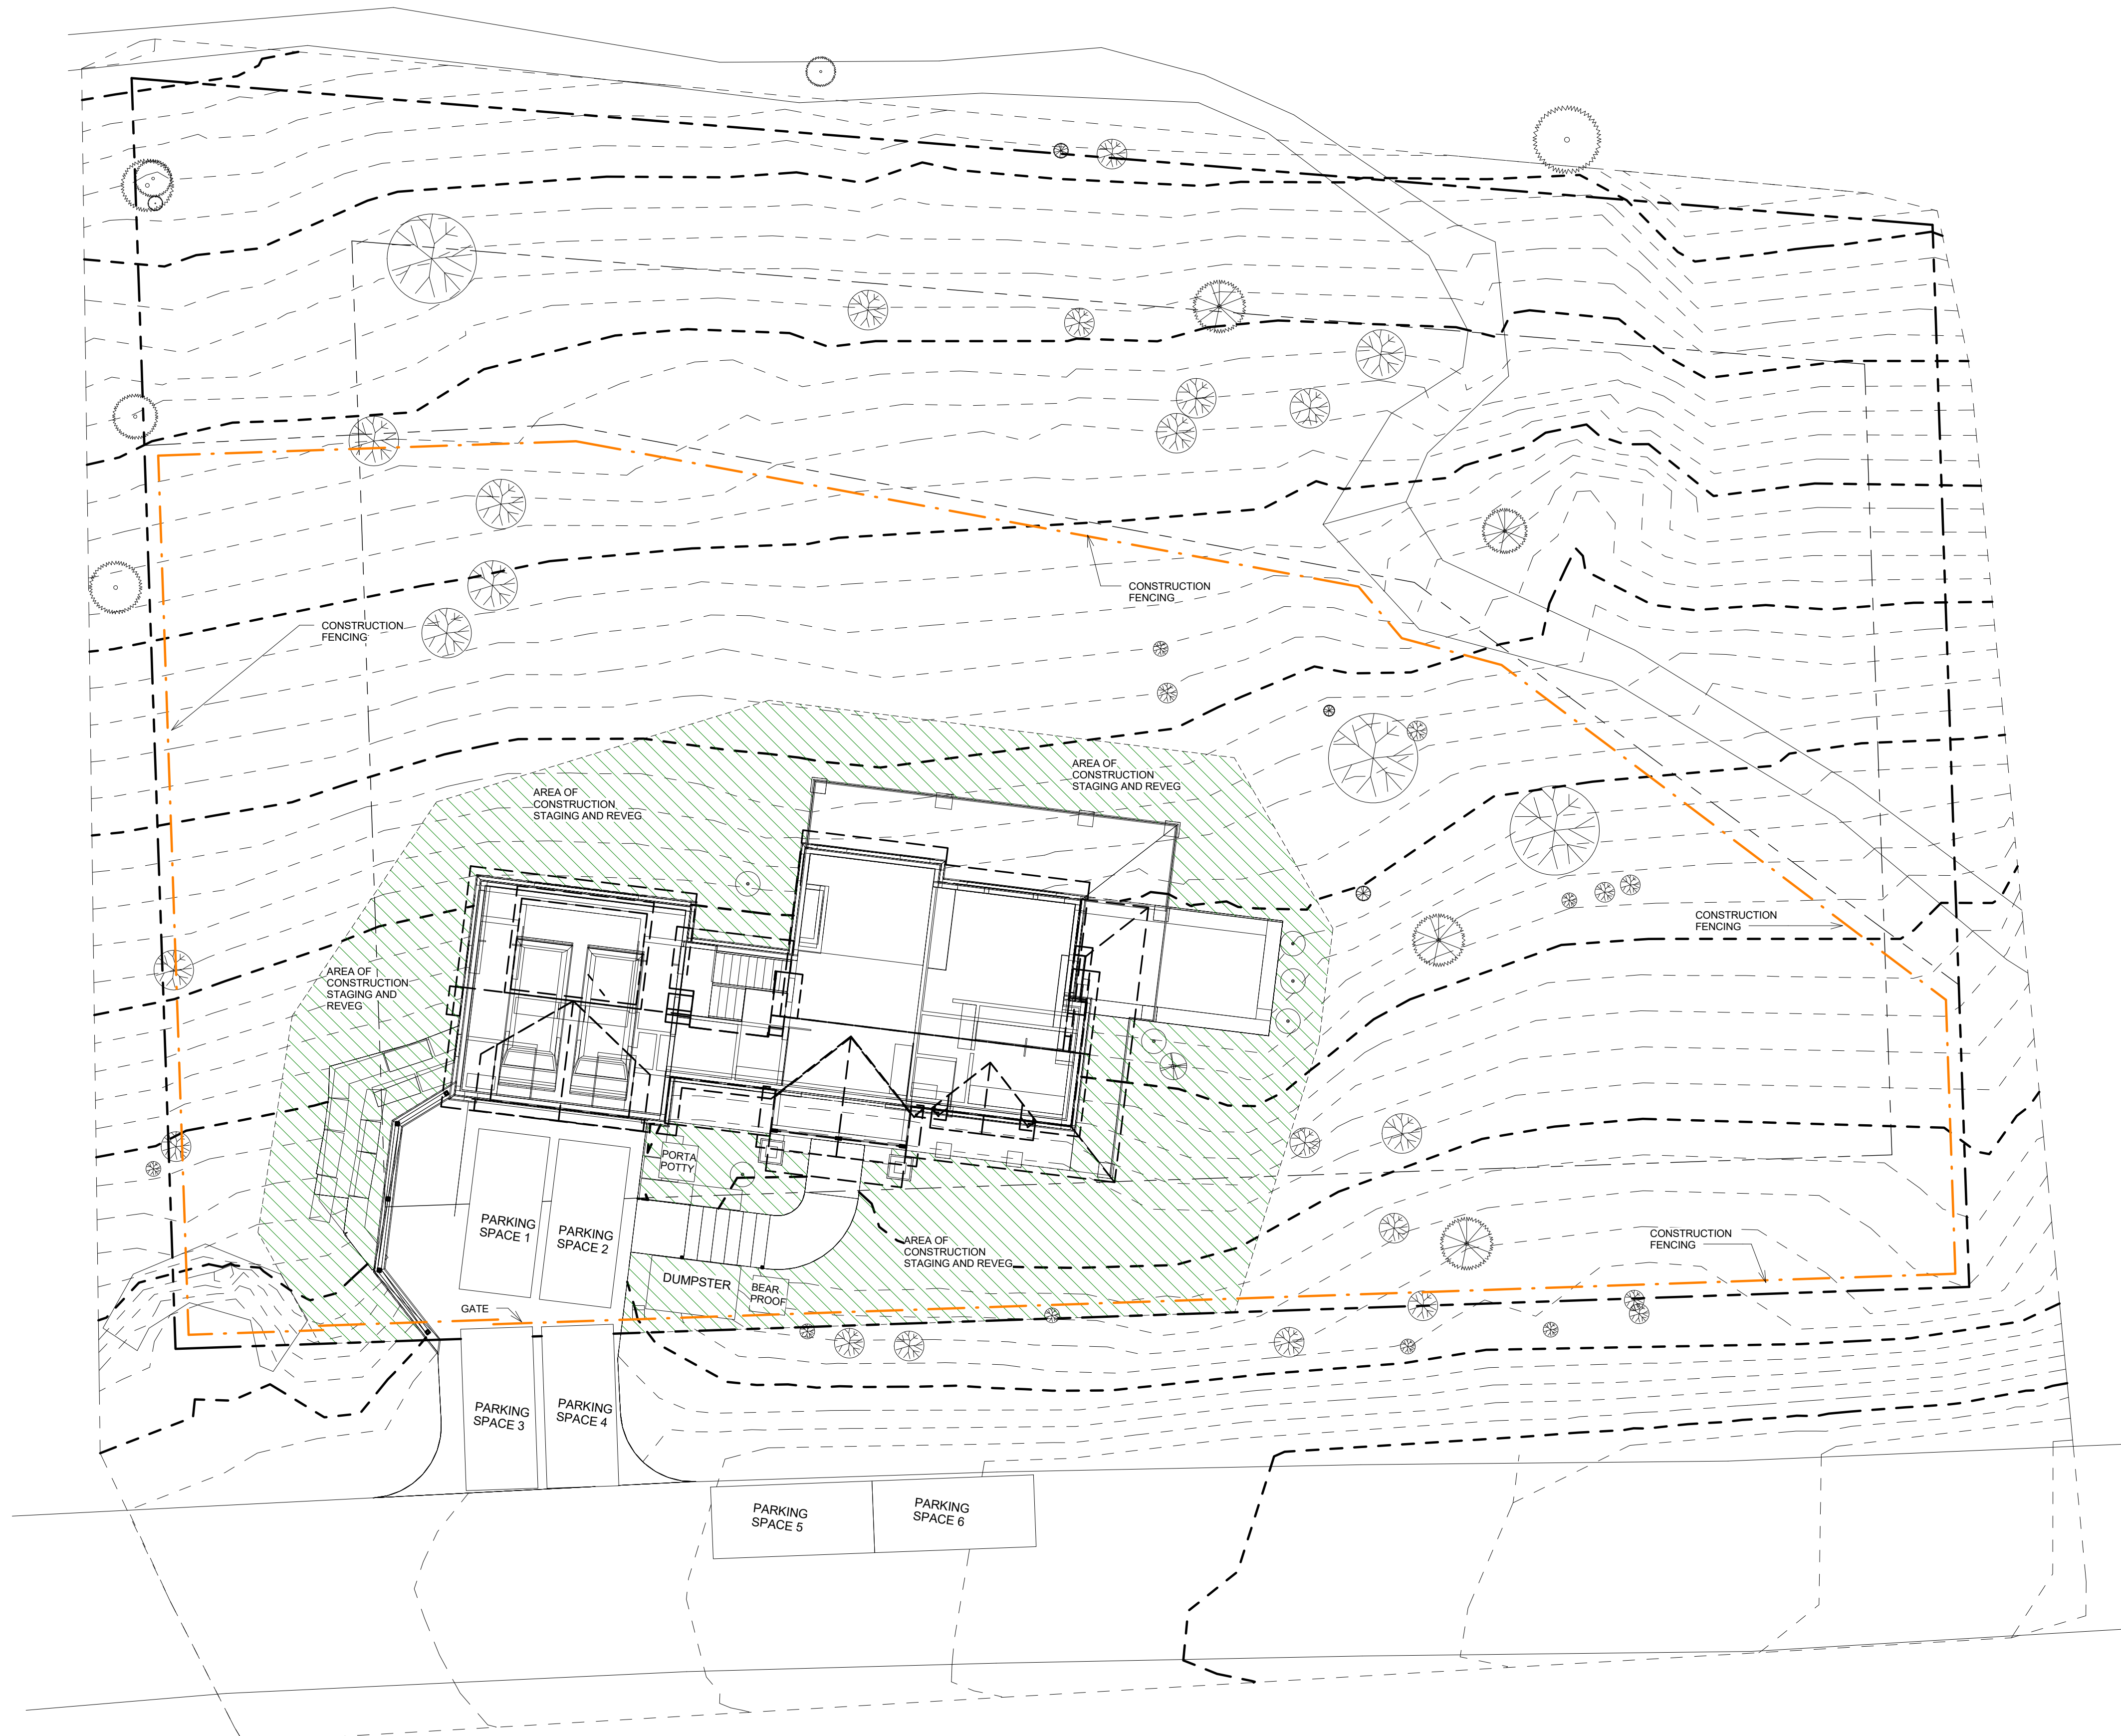 CONSTRUCTION
FENCING
CONSTRUCTION
FENCING
AREA OF
CONSTRUCTION
STAGING AND REVEG
AREA OF
CONSTRUCTION
STAGING AND REVEG
CONSTRUCTION
FENCING
AREA OF
CONSTRUCTION
STAGING AND
REVEG
PORTA
POTTY
PARKING
SPACE 1
PARKING
SPACE 2
AREA OF
CONSTRUCTION
STAGING AND REVEG
CONSTRUCTION
FENCING
DUMPSTER
BEAR
PROOF
GATE
PARKING
SPACE 3
PARKING
SPACE 4
PARKING
SPACE 5
PARKING
SPACE 6